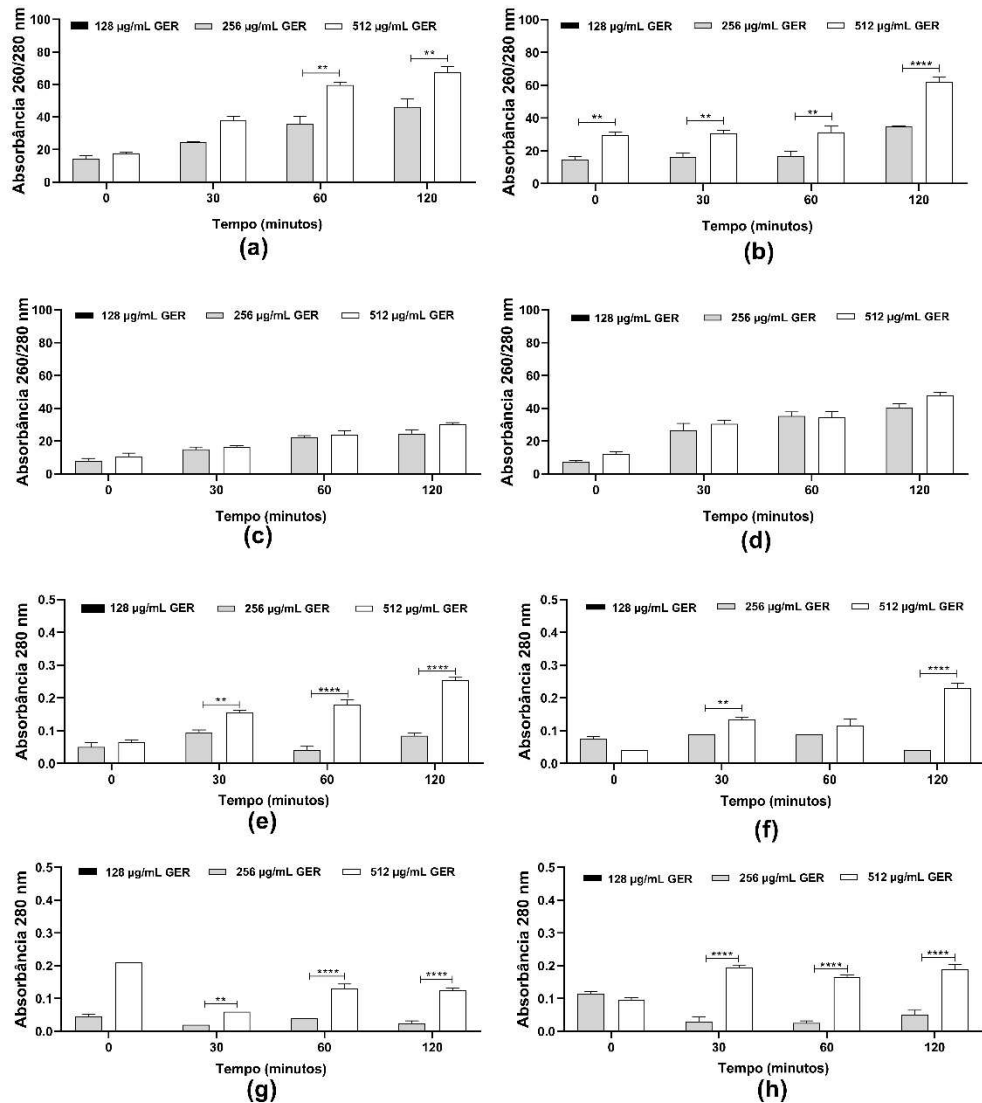 128 µg/mL GER 256 µg/mL GER 512 µg/mL GER
Absorbância 260/280 nm
100
80
60
40
20
0
** **
0 30 60 120
Tempo (minutos)
(a)
128 µg/mL GER 256 µg/mL GER 512 µg/mL GER
Absorbância 260/280 nm
100
80
60
40
20
0
** ** ** ****
0 30 60 120
Tempo (minutos)
(b)
128 µg/mL GER 256 µg/mL GER 512 µg/mL GER
Absorbância 260/280 nm
100
80
60
40
20
0
0 30 60 120
Tempo (minutos)
(c)
128 µg/mL GER 256 µg/mL GER 512 µg/mL GER
Absorbância 260/280 nm
100
80
60
40
20
0
0 30 60 120
Tempo (minutos)
(d)
128 µg/mL GER 256 µg/mL GER 512 µg/mL GER
Absorbância 280 nm
0.5
0.4
0.3
0.2
0.1
0.0
** **** ****
0 30 60 120
Tempo (minutos)
(e)
128 µg/mL GER 256 µg/mL GER 512 µg/mL GER
Absorbância 280 nm
0.5
0.4
0.3
0.2
0.1
0.0
** ****
0 30 60 120
Tempo (minutos)
(f)
128 µg/mL GER 256 µg/mL GER 512 µg/mL GER
Absorbância 280 nm
0.5
0.4
0.3
0.2
0.1
0.0
** **** ****
0 30 60 120
Tempo (minutos)
(g)
128 µg/mL GER 256 µg/mL GER 512 µg/mL GER
Absorbância 280 nm
0.5
0.4
0.3
0.2
0.1
0.0
**** **** ****
0 30 60 120
Tempo (minutos)
(h)